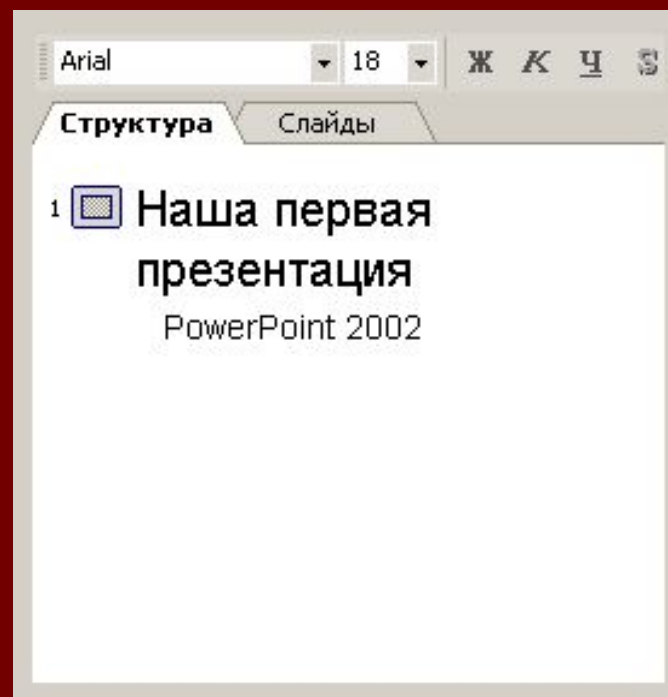 Arial 18 Ж К Ч S
Структура Слайды
1 Наша первая
презентация
PowerPoint 2002